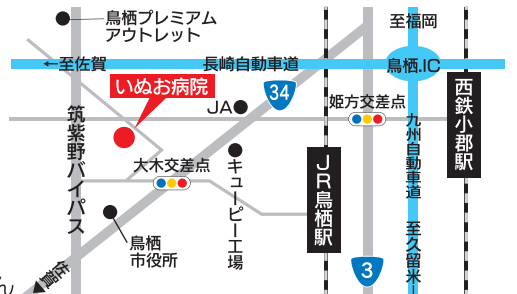 鳥栖プレミアム
アウトレット
至福岡
←至佐賀
長崎自動車道
鳥栖.IC
いぬお病院
34
JA
姫方交差点
西鉄小郡駅
筑紫野バイパス
九州自動車道
大木交差点
キューピー工場
JR鳥栖駅
鳥栖
市役所
至久留米
佐賀
3